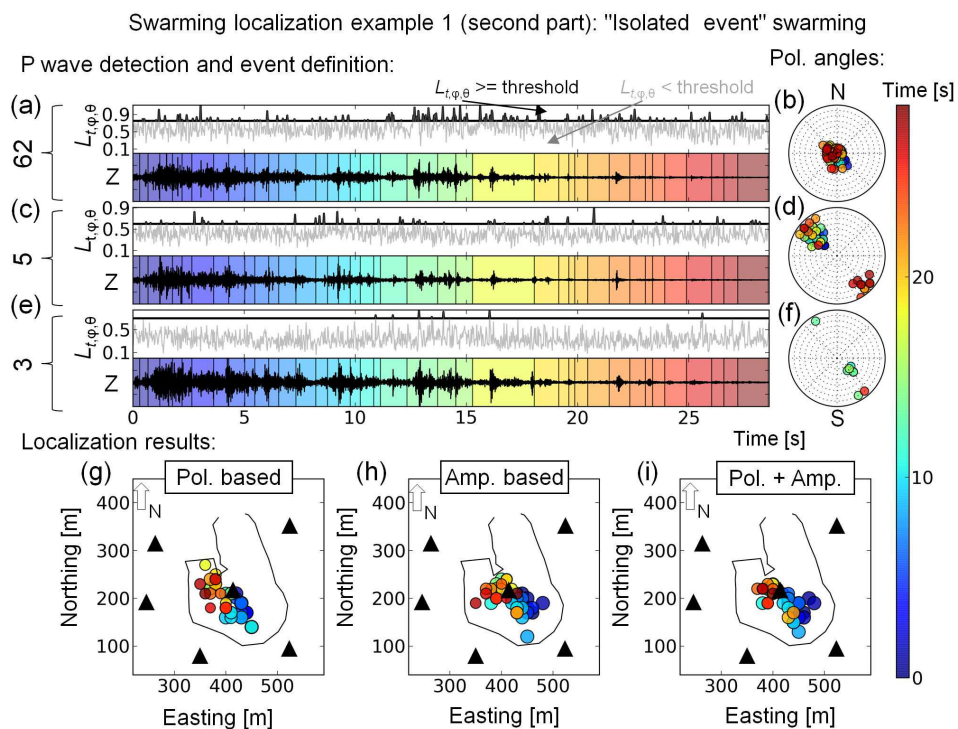 Swarming localization example 1 (second part): "Isolated event" swarming
P wave detection and event definition:
Pol. angles:
(a)
62
L_{t,φ,θ}
0.9
0.5
0.1
L_{t,φ,θ} >= threshold
L_{t,φ,θ} < threshold
Z
(b)
N
Time [s]
(c)
5
L_{t,φ,θ}
0.9
0.5
0.1
Z
(d)
(e)
3
L_{t,φ,θ}
0.5
0.1
Z
(f)
S
0 5 10 15 20 25
Time [s]
20
10
0
Localization results:
(g)
Pol. based
N
Northing [m]
400
300
200
100
300 400 500
Easting [m]
(h)
Amp. based
N
Northing [m]
400
300
200
100
300 400 500
Easting [m]
(i)
Pol. + Amp.
N
Northing [m]
400
300
200
100
300 400 500
Easting [m]